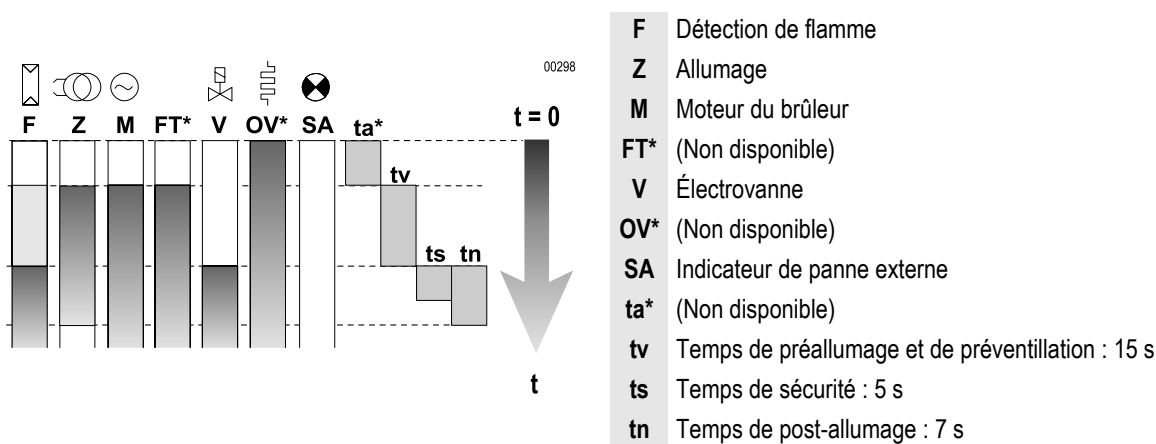 00298
F Z M FT* V OV* SA ta* t = 0
tv
ts tn
t
F Détection de flamme
Z Allumage
M Moteur du brûleur
FT* (Non disponible)
V Électrovanne
OV* (Non disponible)
SA Indicateur de panne externe
ta* (Non disponible)
tv Temps de préallumage et de préventillation : 15 s
ts Temps de sécurité : 5 s
tn Temps de post-allumage : 7 s